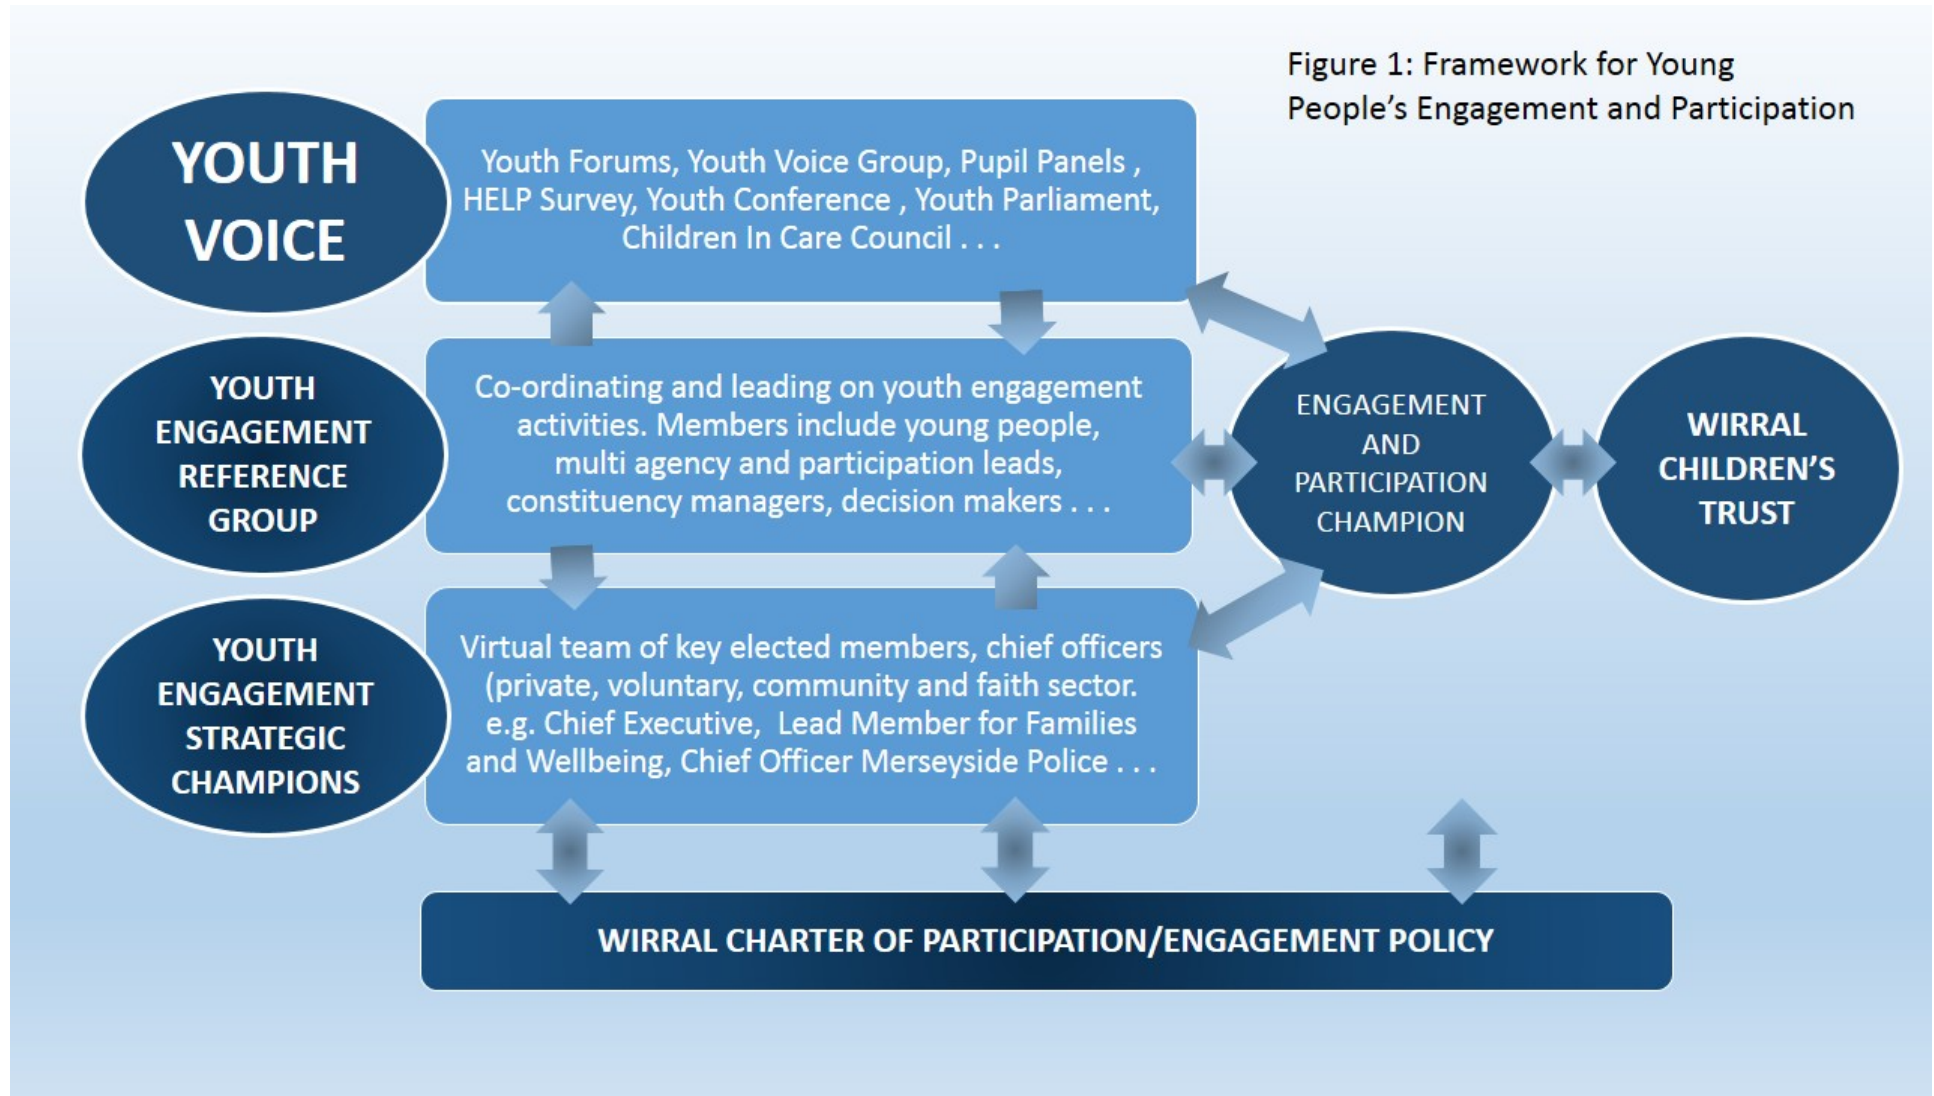 Figure 1: Framework for Young
People’s Engagement and Participation
YOUTH
VOICE
Youth Forums, Youth Voice Group, Pupil Panels ,
HELP Survey, Youth Conference , Youth Parliament,
Children In Care Council . . .
YOUTH
ENGAGEMENT
REFERENCE
GROUP
Co-ordinating and leading on youth engagement
activities. Members include young people,
multi agency and participation leads,
constituency managers, decision makers . . .
ENGAGEMENT
AND
PARTICIPATION
CHAMPION
WIRRAL
CHILDREN’S
TRUST
YOUTH
ENGAGEMENT
STRATEGIC
CHAMPIONS
Virtual team of key elected members, chief officers
(private, voluntary, community and faith sector.
e.g. Chief Executive,  Lead Member for Families
and Wellbeing, Chief Officer Merseyside Police . . .
WIRRAL CHARTER OF PARTICIPATION/ENGAGEMENT POLICY